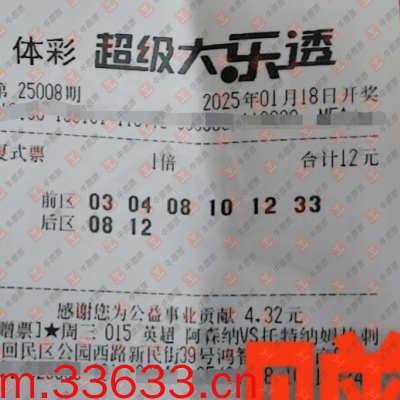 体彩 超级大乐透
第 25008期 2025年01月18日开奖
复式票 1倍 合计12元
前区 03 04 08 10 12 33
后区 08 12
感谢您为公益事业贡献 4.32元
赠票]★周三 015 英超 阿森纳VS托特纳姆热刺
回民区公园西路新民街39号鸿智
m.33633.cn